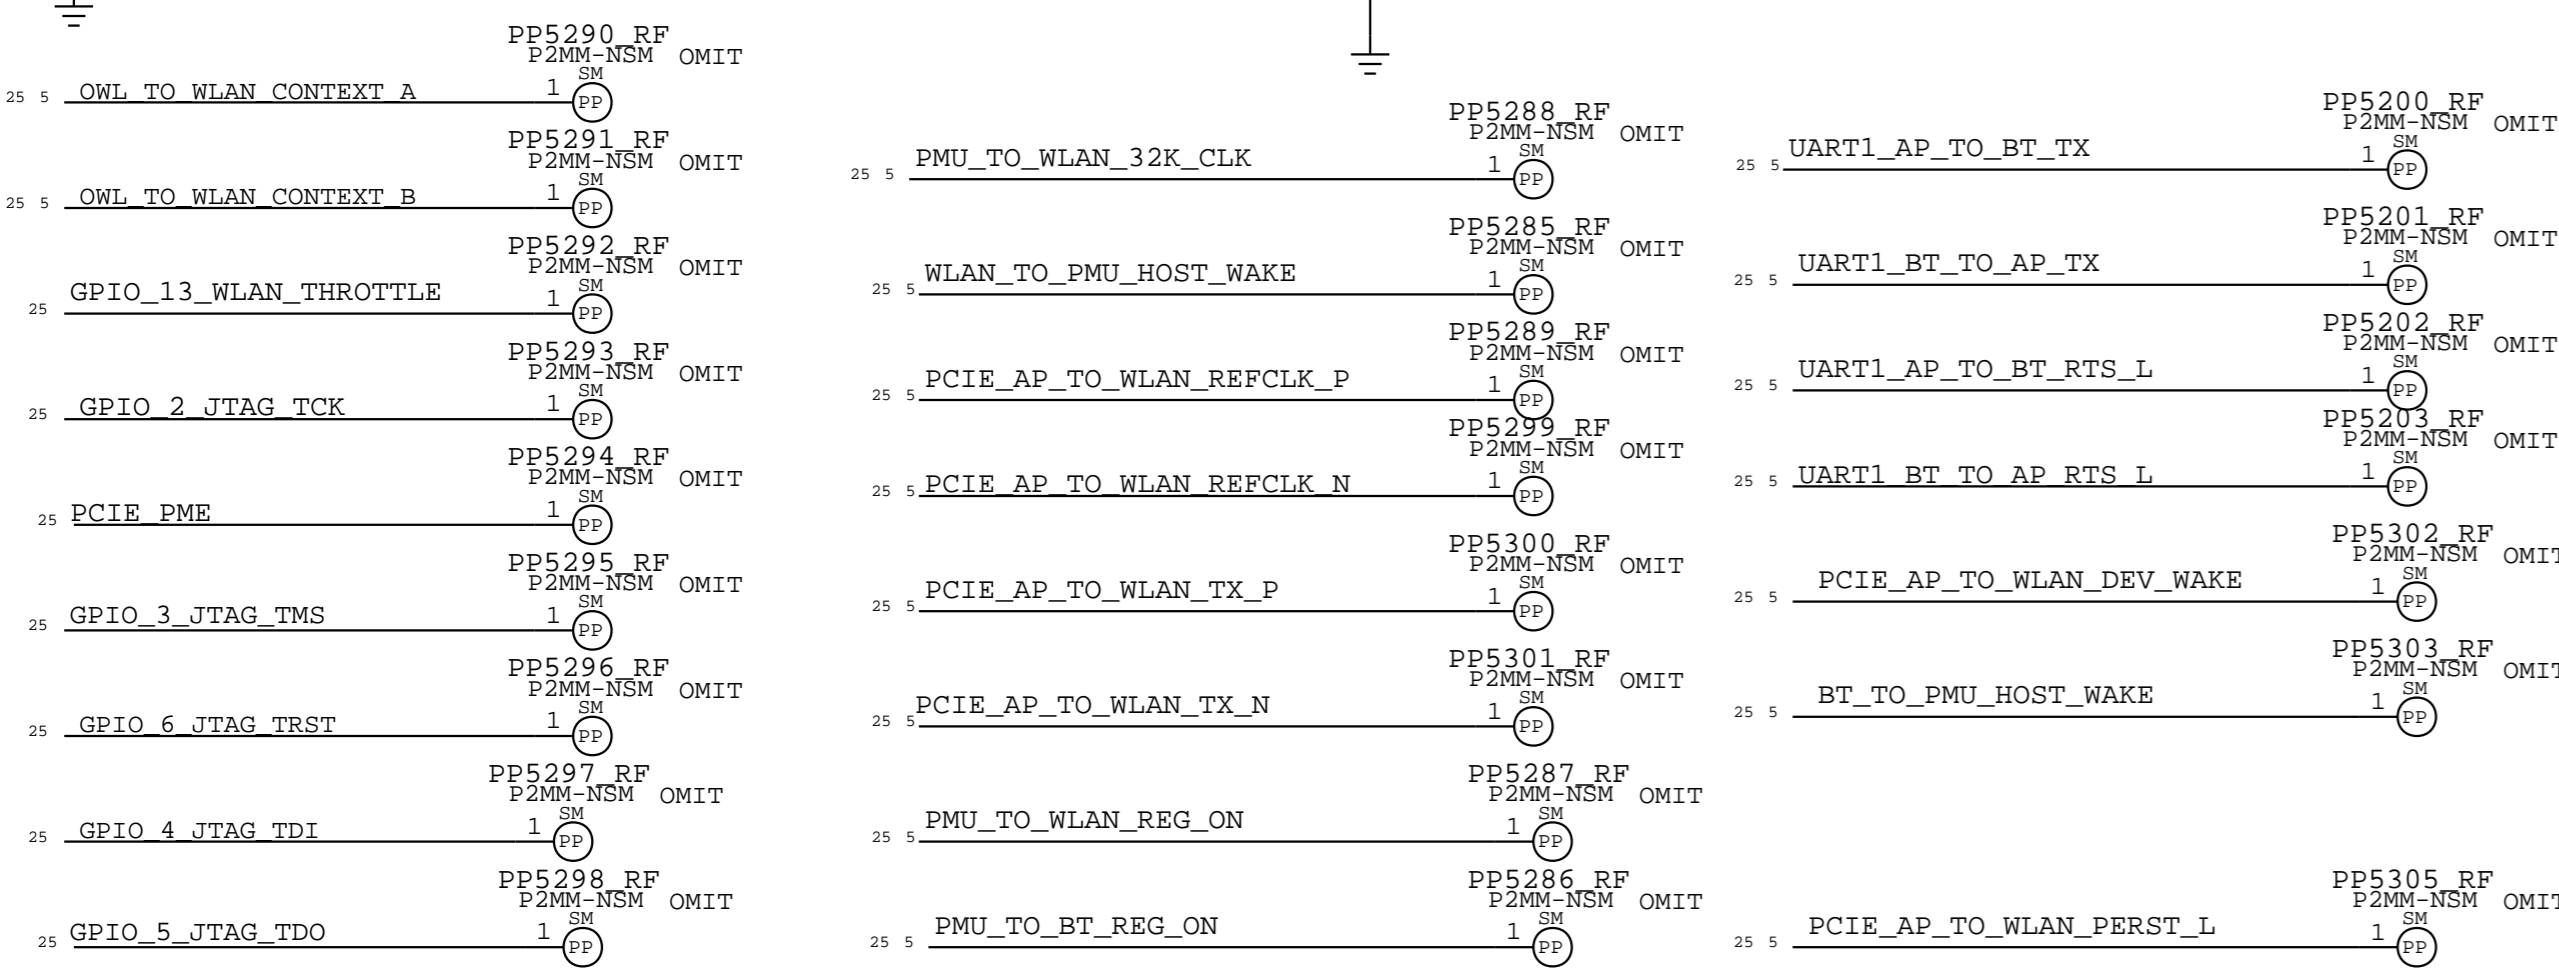 PP5290_RF
P2MM-NSM OMIT
SM
25 5 OWL_TO_WLAN_CONTEXT_A 1 PP
PP5291_RF
P2MM-NSM OMIT
SM
25 5 OWL_TO_WLAN_CONTEXT_B 1 PP
PP5292_RF
P2MM-NSM OMIT
SM
25 GPIO_13_WLAN_THROTTLE 1 PP
PP5293_RF
P2MM-NSM OMIT
SM
25 GPIO_2_JTAG_TCK 1 PP
PP5294_RF
P2MM-NSM OMIT
SM
25 PCIE_PME 1 PP
PP5295_RF
P2MM-NSM OMIT
SM
25 GPIO_3_JTAG_TMS 1 PP
PP5296_RF
P2MM-NSM OMIT
SM
25 GPIO_6_JTAG_TRST 1 PP
PP5297_RF
P2MM-NSM OMIT
SM
25 GPIO_4_JTAG_TDI 1 PP
PP5298_RF
P2MM-NSM OMIT
SM
25 GPIO_5_JTAG_TDO 1 PP
PP5288_RF
P2MM-NSM OMIT
SM
25 5 PMU_TO_WLAN_32K_CLK 1 PP
PP5285_RF
P2MM-NSM OMIT
SM
25 5 WLAN_TO_PMU_HOST_WAKE 1 PP
PP5289_RF
P2MM-NSM OMIT
SM
25 5 PCIE_AP_TO_WLAN_REFCLK_P 1 PP
PP5299_RF
P2MM-NSM OMIT
SM
25 5 PCIE_AP_TO_WLAN_REFCLK_N 1 PP
PP5300_RF
P2MM-NSM OMIT
SM
25 5 PCIE_AP_TO_WLAN_TX_P 1 PP
PP5301_RF
P2MM-NSM OMIT
SM
25 5 PCIE_AP_TO_WLAN_TX_N 1 PP
PP5287_RF
P2MM-NSM OMIT
SM
25 5 PMU_TO_WLAN_REG_ON 1 PP
PP5286_RF
P2MM-NSM OMIT
SM
25 5 PMU_TO_BT_REG_ON 1 PP
PP5200_RF
P2MM-NSM OMIT
SM
25 5 UART1_AP_TO_BT_TX 1 PP
PP5201_RF
P2MM-NSM OMIT
SM
25 5 UART1_BT_TO_AP_TX 1 PP
PP5202_RF
P2MM-NSM OMIT
SM
25 5 UART1_AP_TO_BT_RTS_L 1 PP
PP5203_RF
P2MM-NSM OMIT
SM
25 5 UART1_BT_TO_AP_RTS_L 1 PP
PP5302_RF
P2MM-NSM OMIT
SM
25 5 PCIE_AP_TO_WLAN_DEV_WAKE 1 PP
PP5303_RF
P2MM-NSM OMIT
SM
25 5 BT_TO_PMU_HOST_WAKE 1 PP
PP5305_RF
P2MM-NSM OMIT
SM
25 5 PCIE_AP_TO_WLAN_PERST_L 1 PP